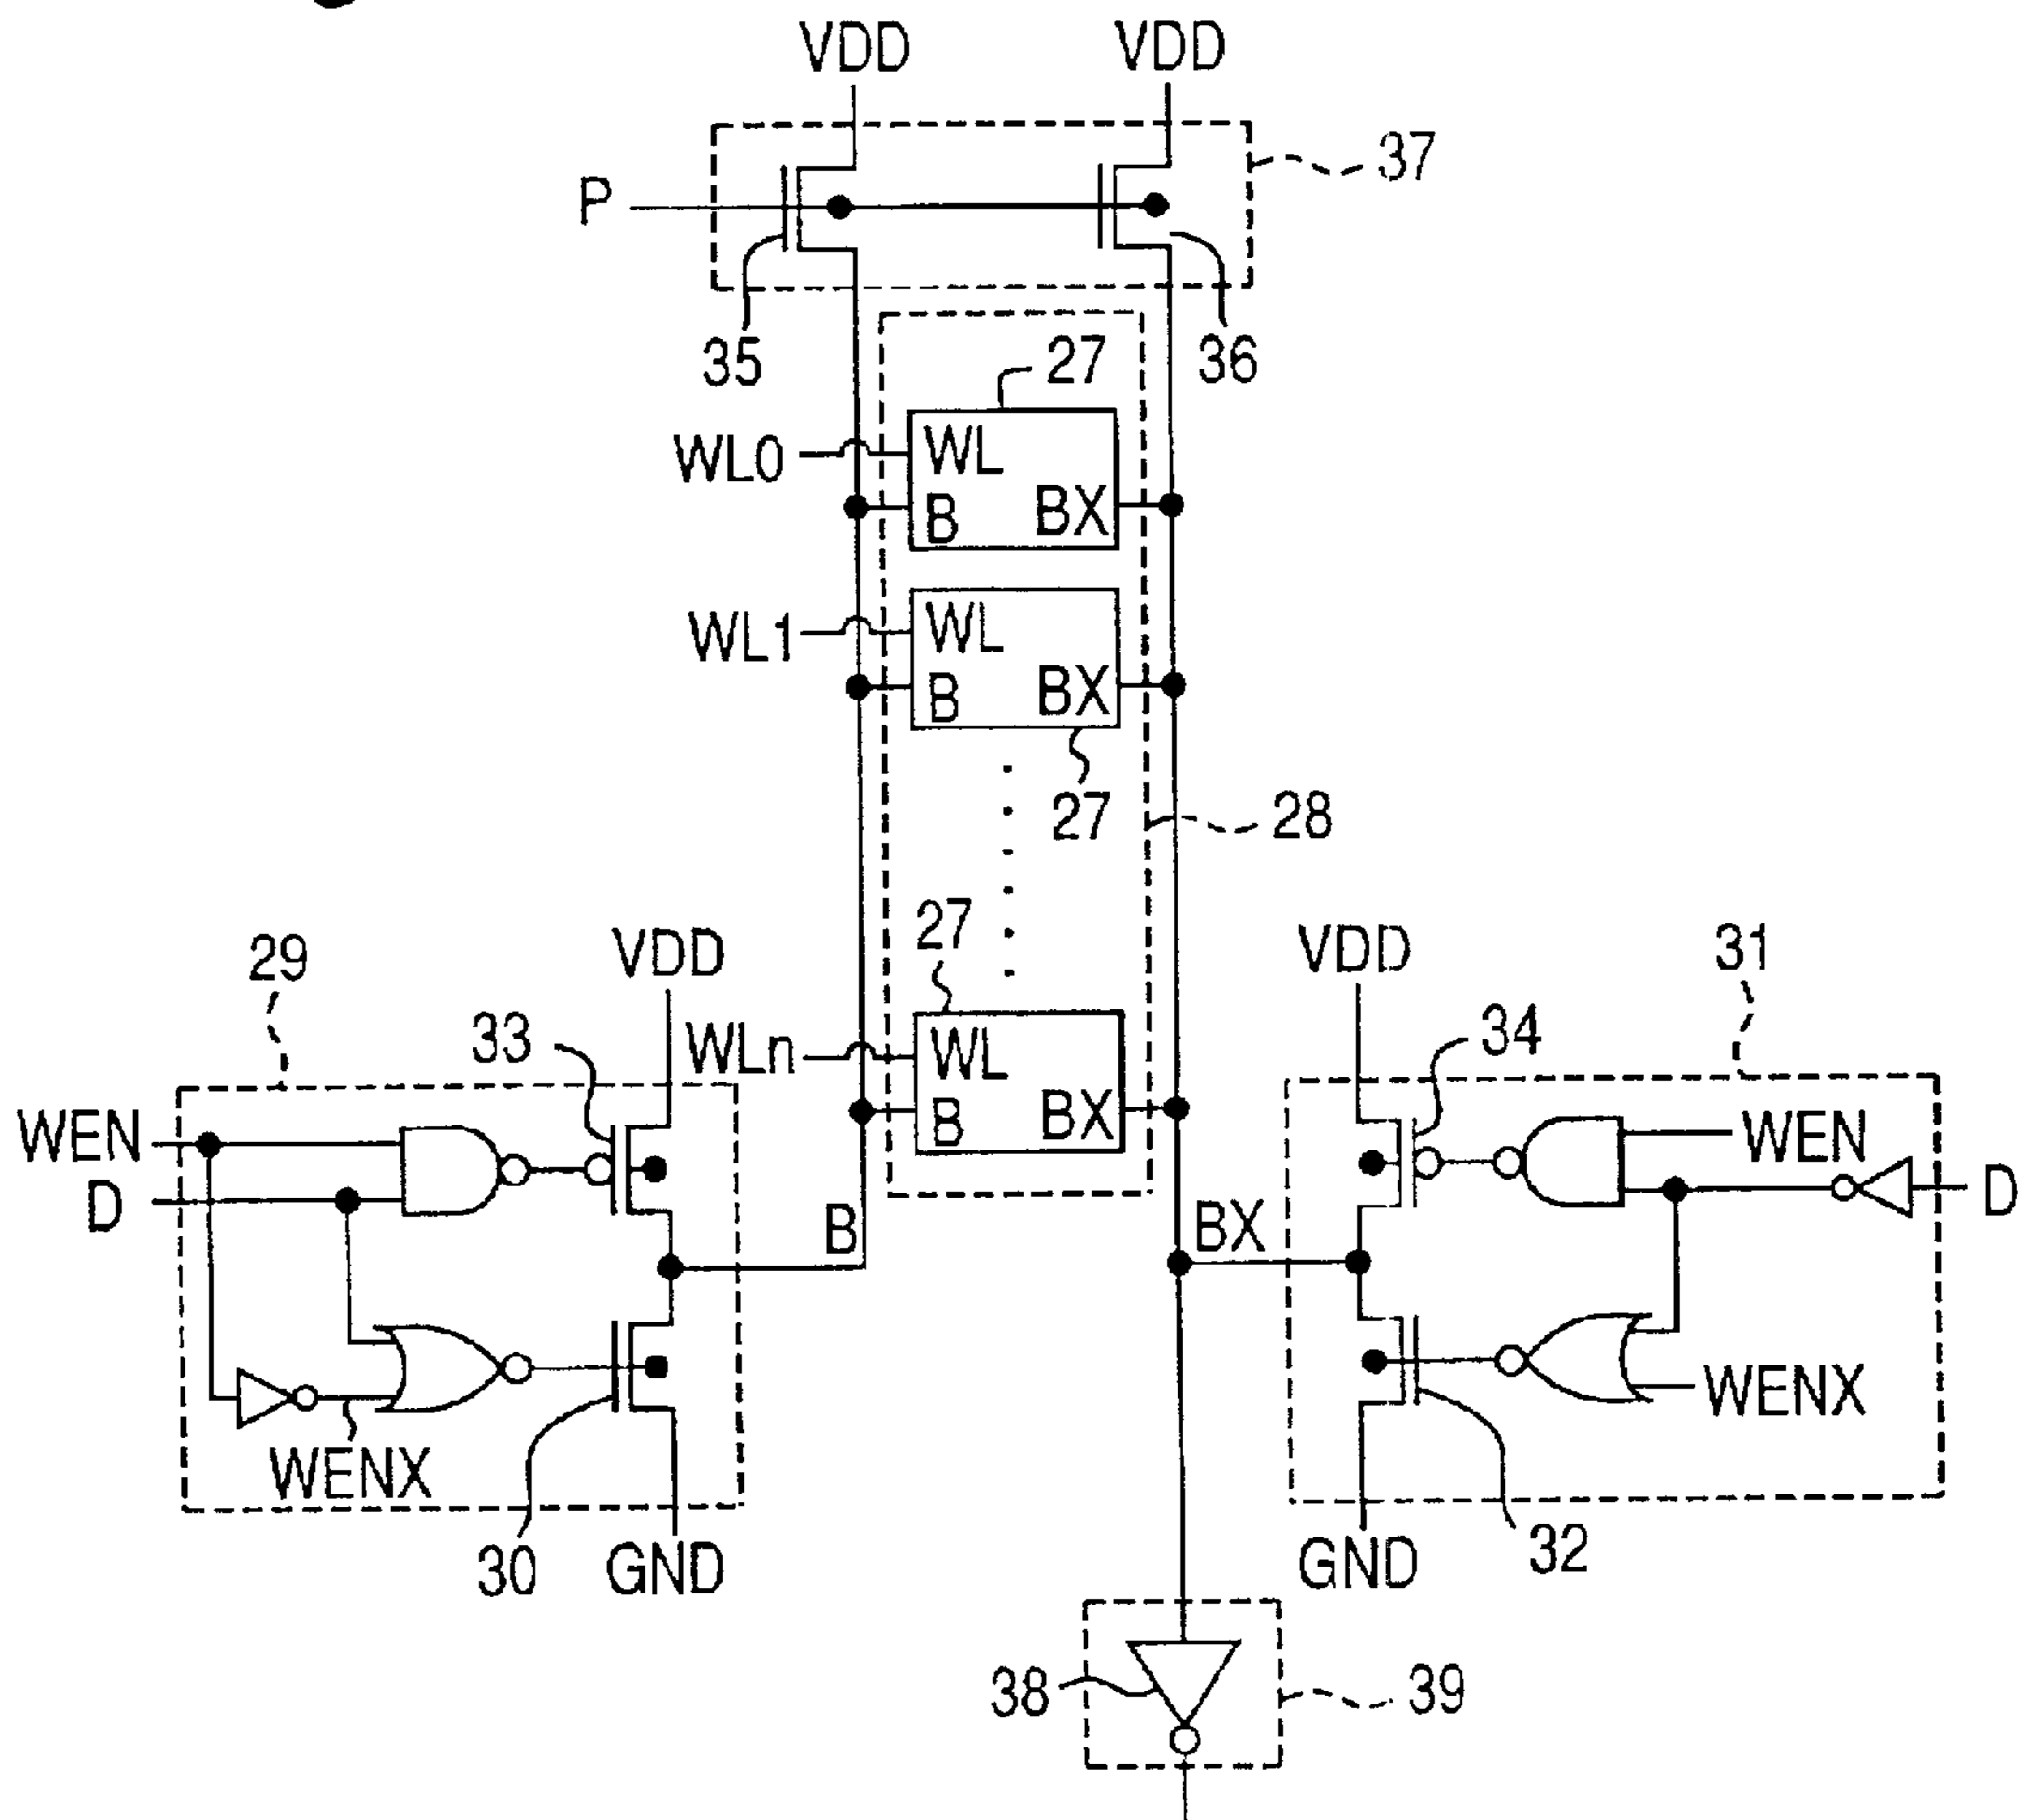 VDD VDD
37
P
35 36
27
WL0 WL
B BX
WL1 WL
B BX
27 28
27
29 VDD VDD 31
33 WLn WL 34
B BX
WEN WEN
D D
B BX
WENX WENX
30 GND GND 32
38 39